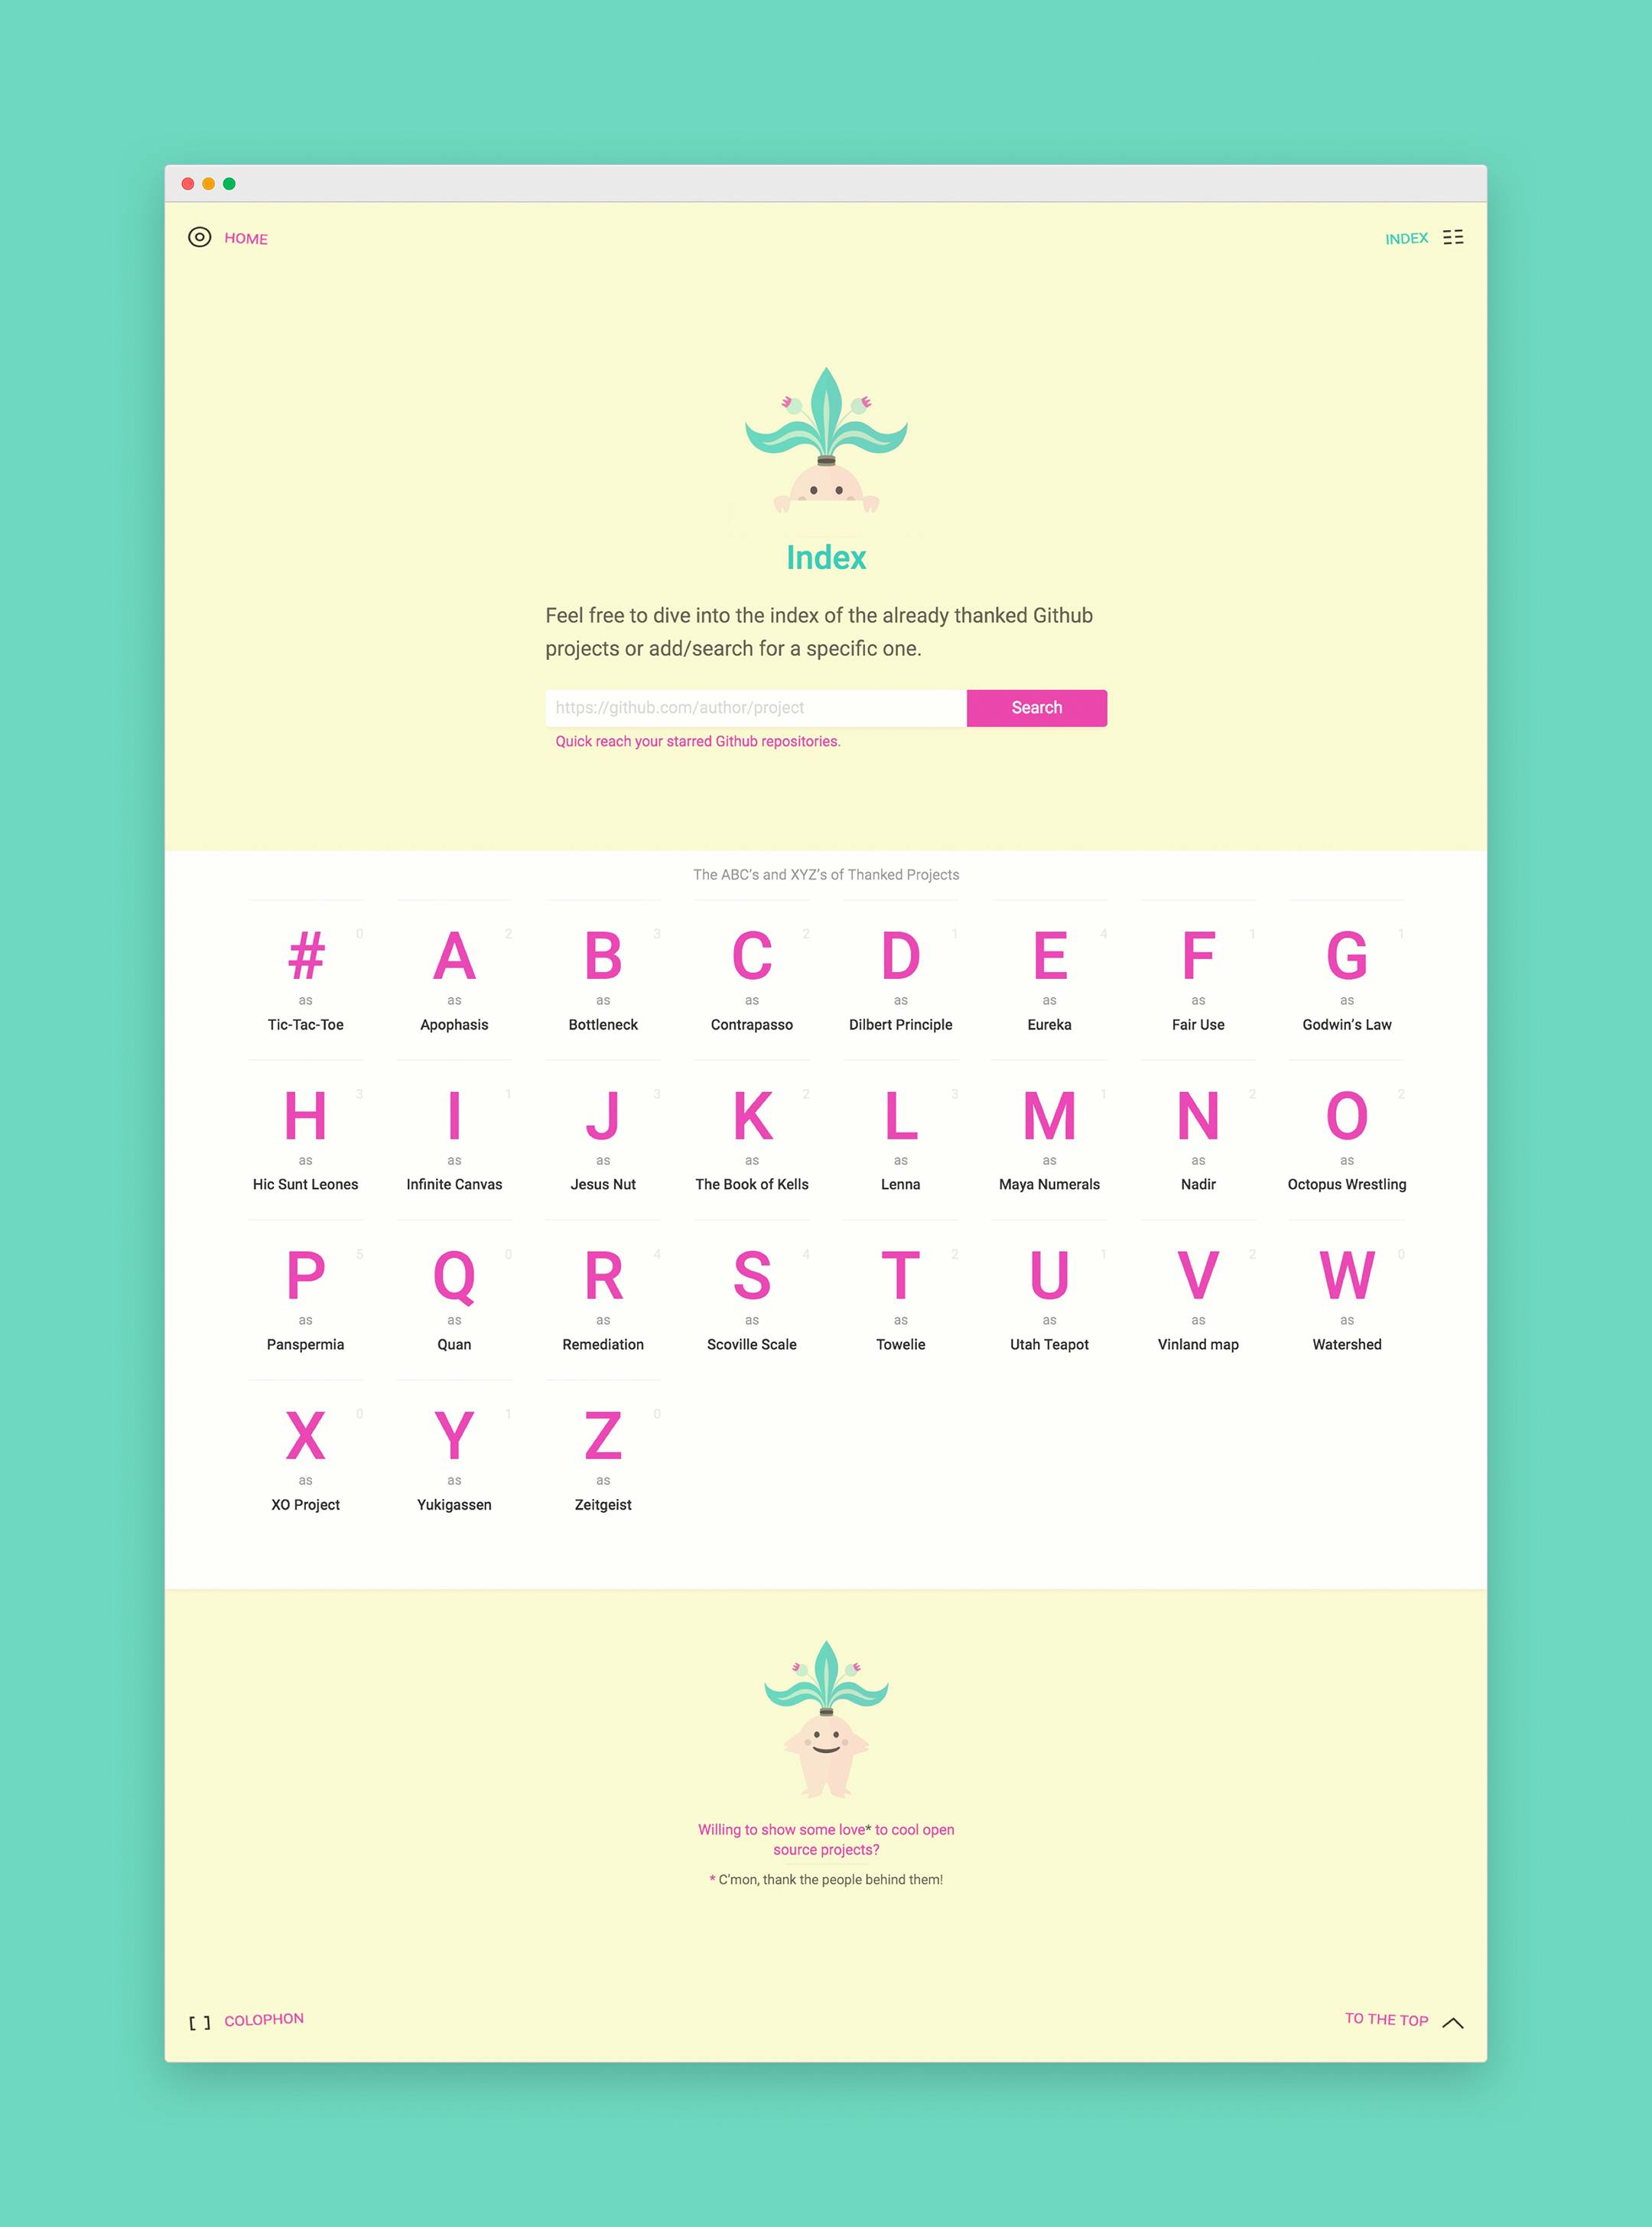 HOME
INDEX
Index
Feel free to dive into the index of the already thanked Github
projects or add/search for a specific one.
https://github.com/author/project
Search
Quick reach your starred Github repositories.
The ABC's and XYZ's of Thanked Projects
# 0
as
Tic-Tac-Toe
A 2
as
Apophasis
B 3
as
Bottleneck
C 2
as
Contrapasso
D 1
as
Dilbert Principle
E 4
as
Eureka
F 1
as
Fair Use
G 1
as
Godwin's Law
H 3
as
Hic Sunt Leones
I 1
as
Infinite Canvas
J 3
as
Jesus Nut
K 2
as
The Book of Kells
L 3
as
Lenna
M 1
as
Maya Numerals
N 2
as
Nadir
O 2
as
Octopus Wrestling
P 5
as
Panspermia
Q 0
as
Quan
R 4
as
Remediation
S 4
as
Scoville Scale
T 2
as
Towelie
U 1
as
Utah Teapot
V 2
as
Vinland map
W 0
as
Watershed
X 0
as
XO Project
Y 1
as
Yukigassen
Z 0
as
Zeitgeist
Willing to show some love* to cool open
source projects?
* C'mon, thank the people behind them!
[ ] COLOPHON
TO THE TOP